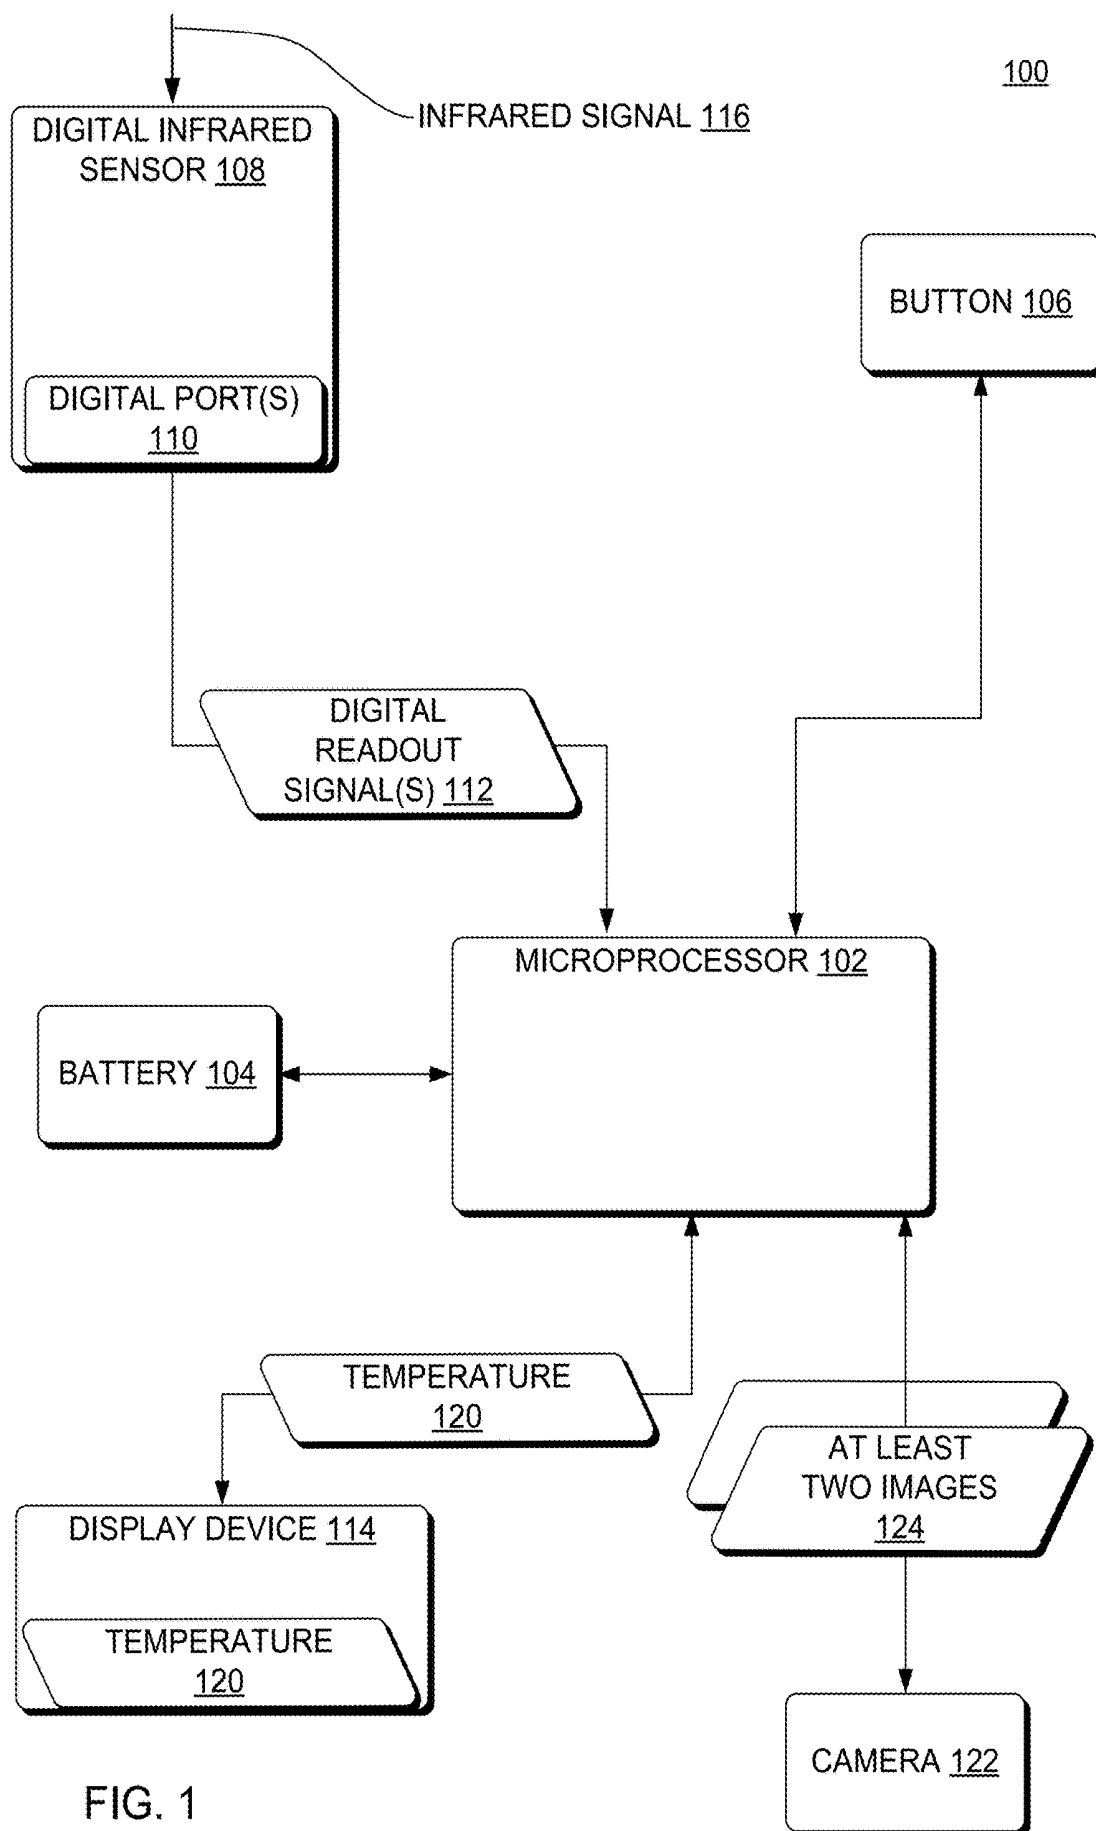 100
INFRARED SIGNAL 116
DIGITAL INFRARED
SENSOR 108
BUTTON 106
DIGITAL PORT(S)
110
DIGITAL
READOUT
SIGNAL(S) 112
MICROPROCESSOR 102
BATTERY 104
TEMPERATURE
120
AT LEAST
TWO IMAGES
124
DISPLAY DEVICE 114
TEMPERATURE
120
CAMERA 122
FIG. 1